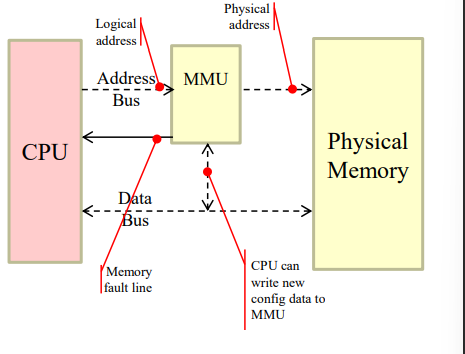 Logical
address
Physical
address
Address
Bus
MMU
CPU
Physical
Memory
Data
Bus
Memory
fault line
CPU can
write new
config data to
MMU